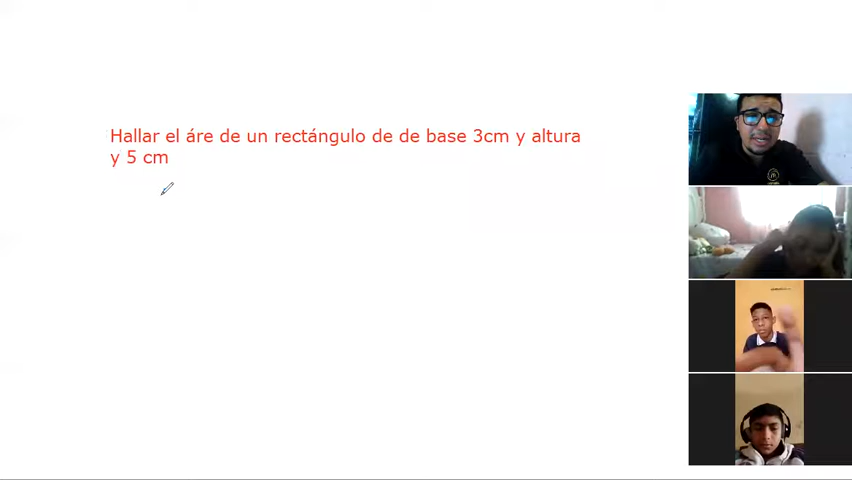 Hallar el áre de un rectángulo de de base 3cm y altura
y 5 cm